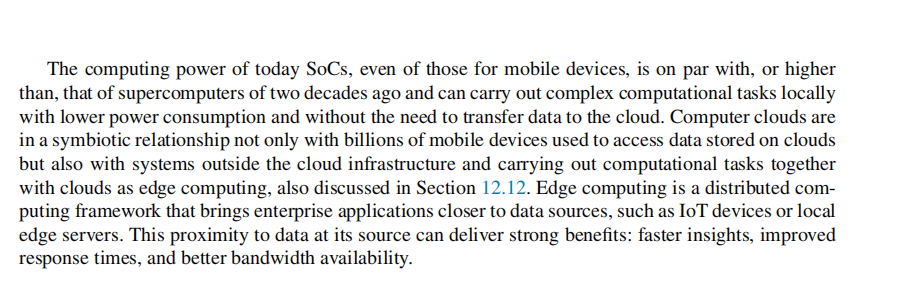 The computing power of today SoCs, even of those for mobile devices, is on par with, or higher
than, that of supercomputers of two decades ago and can carry out complex computational tasks locally
with lower power consumption and without the need to transfer data to the cloud. Computer clouds are
in a symbiotic relationship not only with billions of mobile devices used to access data stored on clouds
but also with systems outside the cloud infrastructure and carrying out computational tasks together
with clouds as edge computing, also discussed in Section 12.12. Edge computing is a distributed com-
puting framework that brings enterprise applications closer to data sources, such as IoT devices or local
edge servers. This proximity to data at its source can deliver strong benefits: faster insights, improved
response times, and better bandwidth availability.